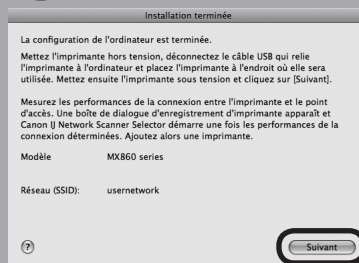 Installation terminée
La configuration de l'ordinateur est terminée.
Mettez l'imprimante hors tension, déconnectez le câble USB qui relie
l'imprimante à l'ordinateur et placez l'imprimante à l'endroit où elle sera
utilisée. Mettez ensuite l'imprimante sous tension et cliquez sur [Suivant].
Mesurez les performances de la connexion entre l'imprimante et le point
d'accès. Une boîte de dialogue d'enregistrement d'imprimante apparaît et
Canon IJ Network Scanner Selector démarre une fois les performances de la
connexion déterminées. Ajoutez alors une imprimante.
Modèle MX860 series
Réseau (SSID): usernetwork
? Suivant